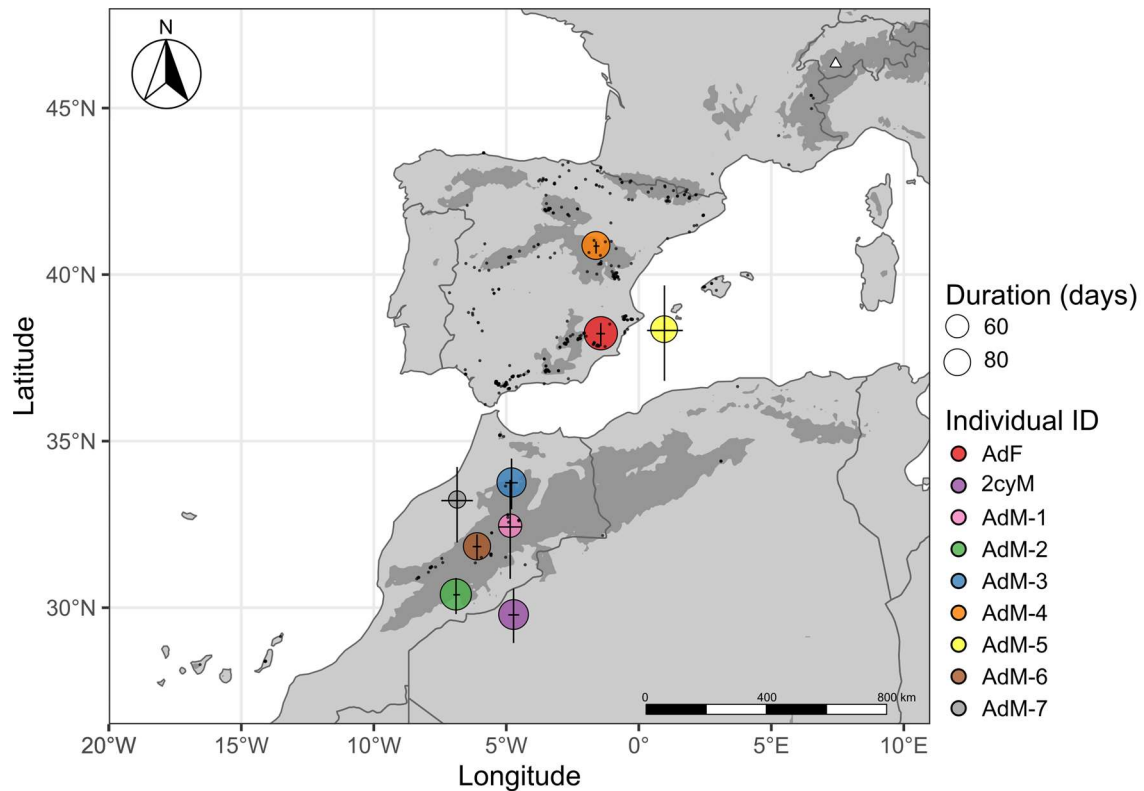 N
45°N
40°N
35°N
30°N
Latitude
20°W 15°W 10°W 5°W 0° 5°E 10°E
Longitude
0 400 800 km
Duration (days)
60
80
Individual ID
AdF
2cyM
AdM-1
AdM-2
AdM-3
AdM-4
AdM-5
AdM-6
AdM-7